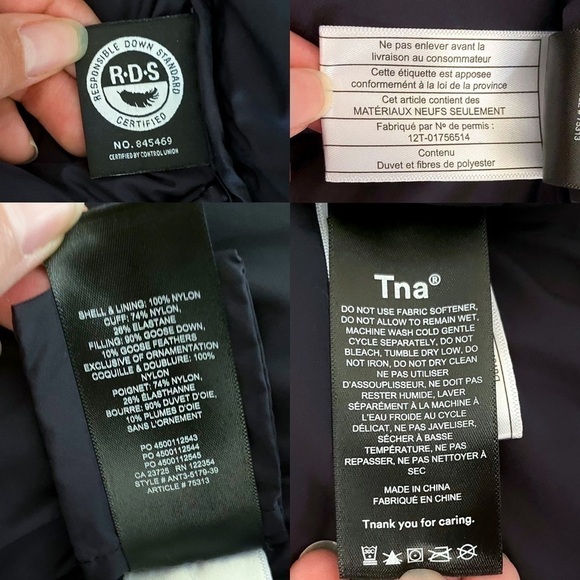 RESPONSIBLE DOWN STANDARD
R·D·S
CERTIFIED
NO. 845469
CERTIFIED BY CONTROL UNION
Ne pas enlever avant la
livraison au consommateur
Cette étiquette est apposee
conformément à la loi de la province
Cet article contient des
MATÉRIAUX NEUFS SEULEMENT
Fabriqué par Nº de permis :
12T-01756514
Contenu
Duvet et fibres de polyester
75313
SHELL & LINING: 100% NYLON
CUFF: 74% NYLON,
26% ELASTANE
FILLING: 90% GOOSE DOWN,
10% GOOSE FEATHERS
EXCLUSIVE OF ORNAMENTATION
COQUILLE & DOUBLURE: 100%
NYLON
POIGNET: 74% NYLON,
26% ÉLASTHANNE
BOURRE: 90% DUVET D'OIE,
10% PLUMES D'OIE
SANS L'ORNEMENT
PO 4500112543
PO 4500112544
PO 4500112545
CA 23725 RN 122354
STYLE # ANT3-5179-39
ARTICLE # 75313
Tna®
DO NOT USE FABRIC SOFTENER,
DO NOT ALLOW TO REMAIN WET.
MACHINE WASH COLD GENTLE
CYCLE SEPARATELY, DO NOT
BLEACH, TUMBLE DRY LOW, DO
NOT IRON, DO NOT DRY CLEAN
NE PAS UTILISER
D'ASSOUPLISSEUR, NE DOIT PAS
RESTER HUMIDE, LAVER
SÉPARÉMENT À LA MACHINE À
L'EAU FROIDE AU CYCLE
DÉLICAT, NE PAS JAVELISER,
SÉCHER À BASSE
TEMPÉRATURE, NE PAS
REPASSER, NE PAS NETTOYER À
SEC
MADE IN CHINA
FABRIQUÉ EN CHINE
Thank you for caring.